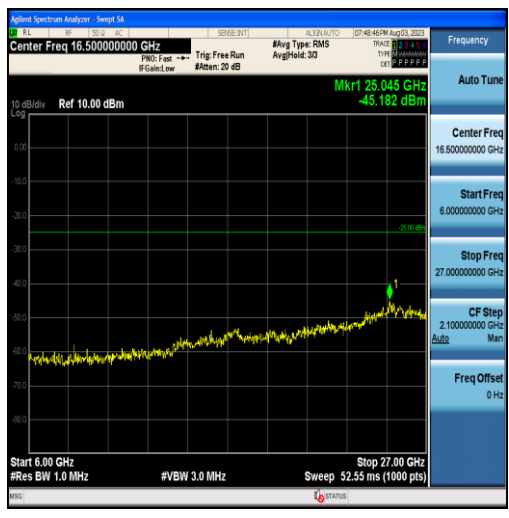 Agilent Spectrum Analyzer - Swept SA
RL RF 50 Ω AC SENSE:INT ALIGN AUTO 07:48:46 PM Aug 03, 2023
Center Freq 16.500000000 GHz
PNO: Fast
IFGain:Low
Trig: Free Run
#Atten: 20 dB
#Avg Type: RMS
Avg|Hold: 3/3
TRACE 1 2 3 4 5 6
TYPE
DET P P P P P P
Mkr1 25.045 GHz
-45.182 dBm
10 dB/div Ref 10.00 dBm
Log
0.00
-10.0
-20.0
-25.00 dBm
-30.0
-40.0
1
-50.0
-60.0
-70.0
-80.0
Start 6.00 GHz Stop 27.00 GHz
#Res BW 1.0 MHz #VBW 3.0 MHz Sweep 52.55 ms (1000 pts)
MSG STATUS
Frequency
Auto Tune
Center Freq
16.500000000 GHz
Start Freq
6.000000000 GHz
Stop Freq
27.000000000 GHz
CF Step
2.100000000 GHz
Auto Man
Freq Offset
0 Hz